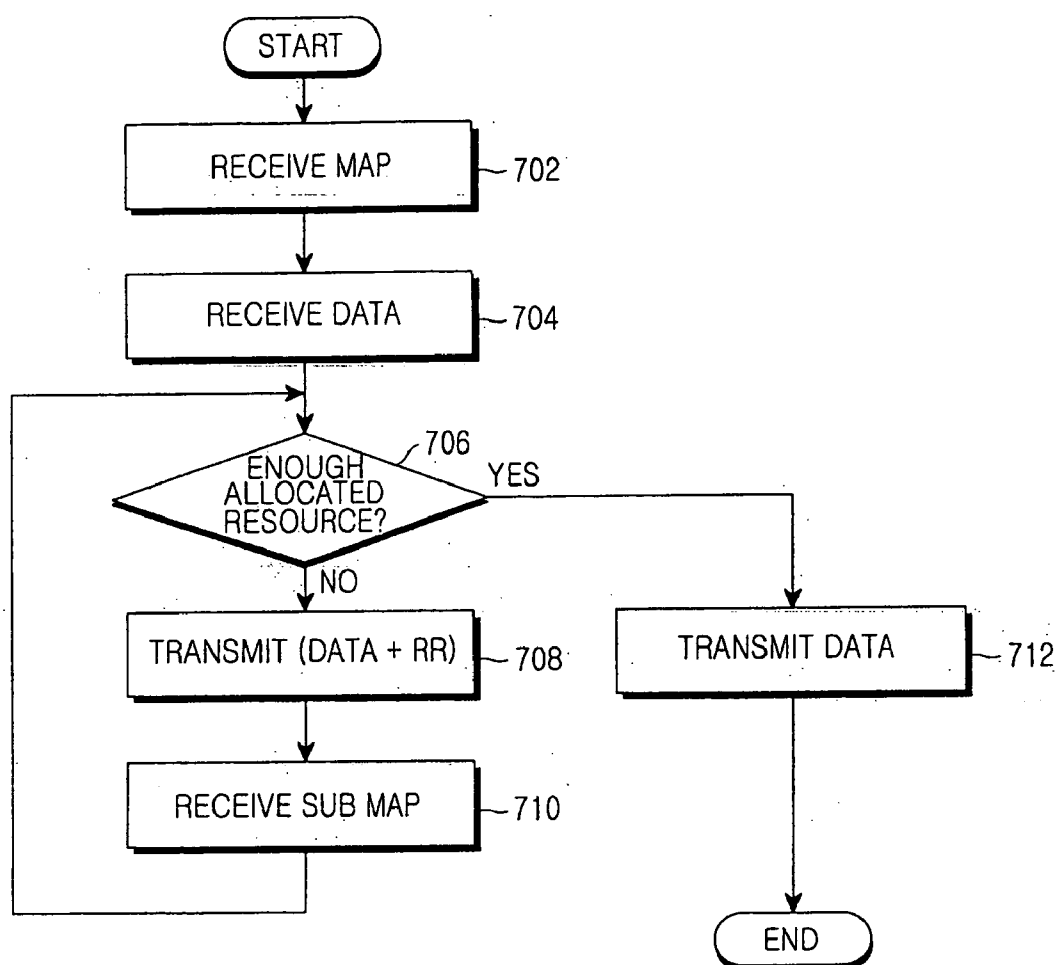 START
RECEIVE MAP
702
RECEIVE DATA
704
706
ENOUGH
ALLOCATED
RESOURCE?
YES
NO
TRANSMIT (DATA + RR)
708
TRANSMIT DATA
712
RECEIVE SUB MAP
710
END